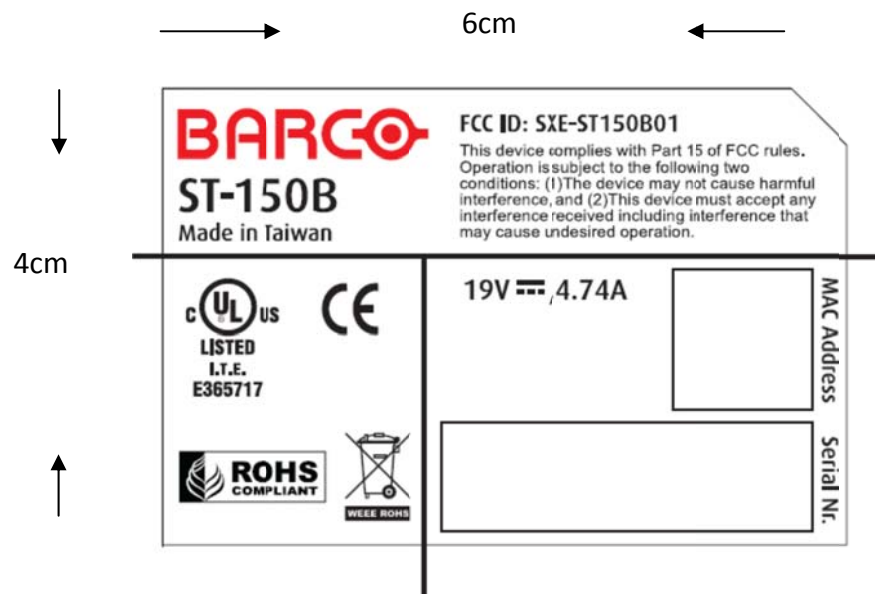 6cm
4cm
BARCO
ST-150B
Made in Taiwan
FCC ID: SXE-ST150B01
This device complies with Part 15 of FCC rules.
Operation is subject to the following two
conditions: (1)The device may not cause harmful
interference, and (2)This device must accept any
interference received including interference that
may cause undesired operation.
C UL US
LISTED
I.T.E.
E365717
CE
ROHS
COMPLIANT
WEEE ROHS
19V ⎓, 4.74A
MAC Address
Serial Nr.